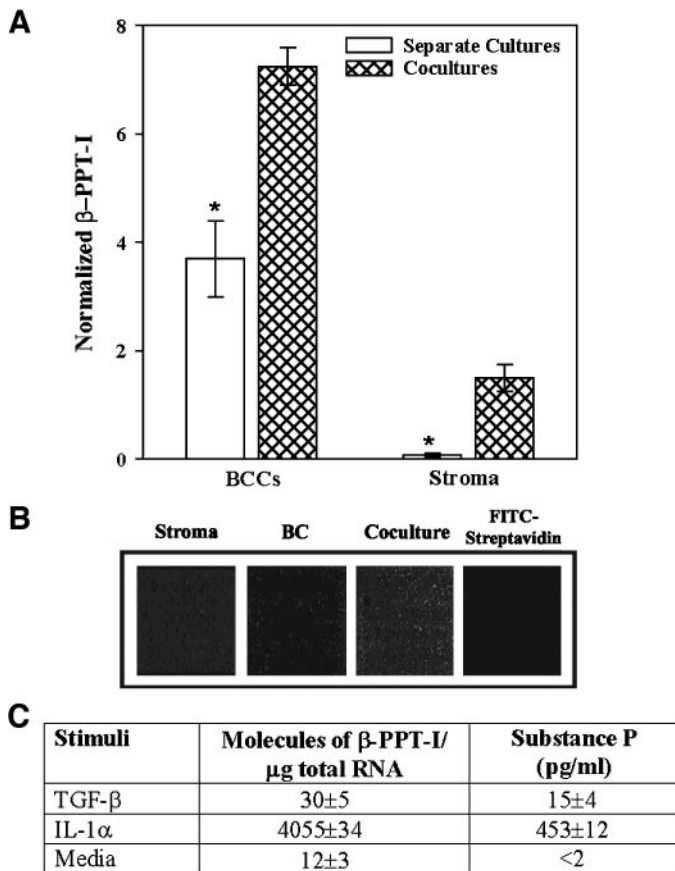 A
8
6
4
2
0
Normalized β–PPT-I
Separate Cultures
Cocultures
*
*
BCCs
Stroma
B
Stroma
BC
Coculture
FITC-
Streptavidin
C
Stimuli
Molecules of β-PPT-I/
µg total RNA
Substance P
(pg/ml)
TGF-β
30±5
15±4
IL-1α
4055±34
453±12
Media
12±3
<2